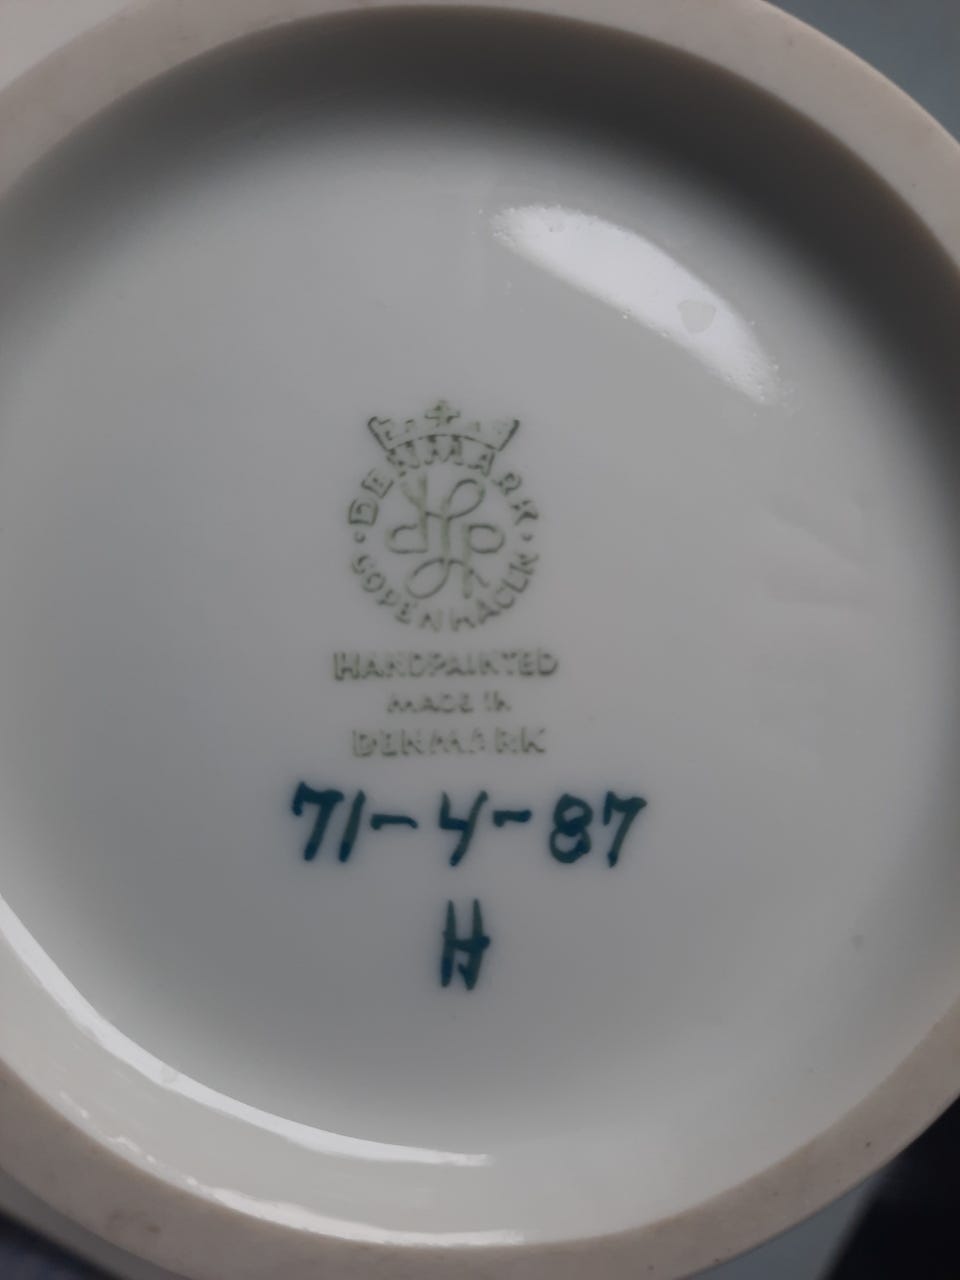 DENMARK
COPENHAGEN
HANDPAINTED
MADE IN
DENMARK
71-4-87
H